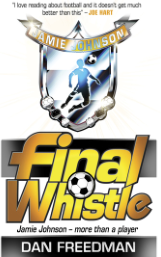 "I love reading about football and it doesn't get much
better than this" – JOE HART
JAMIE JOHNSON
Final
Whistle
Jamie Johnson – more than a player
DAN FREEDMAN